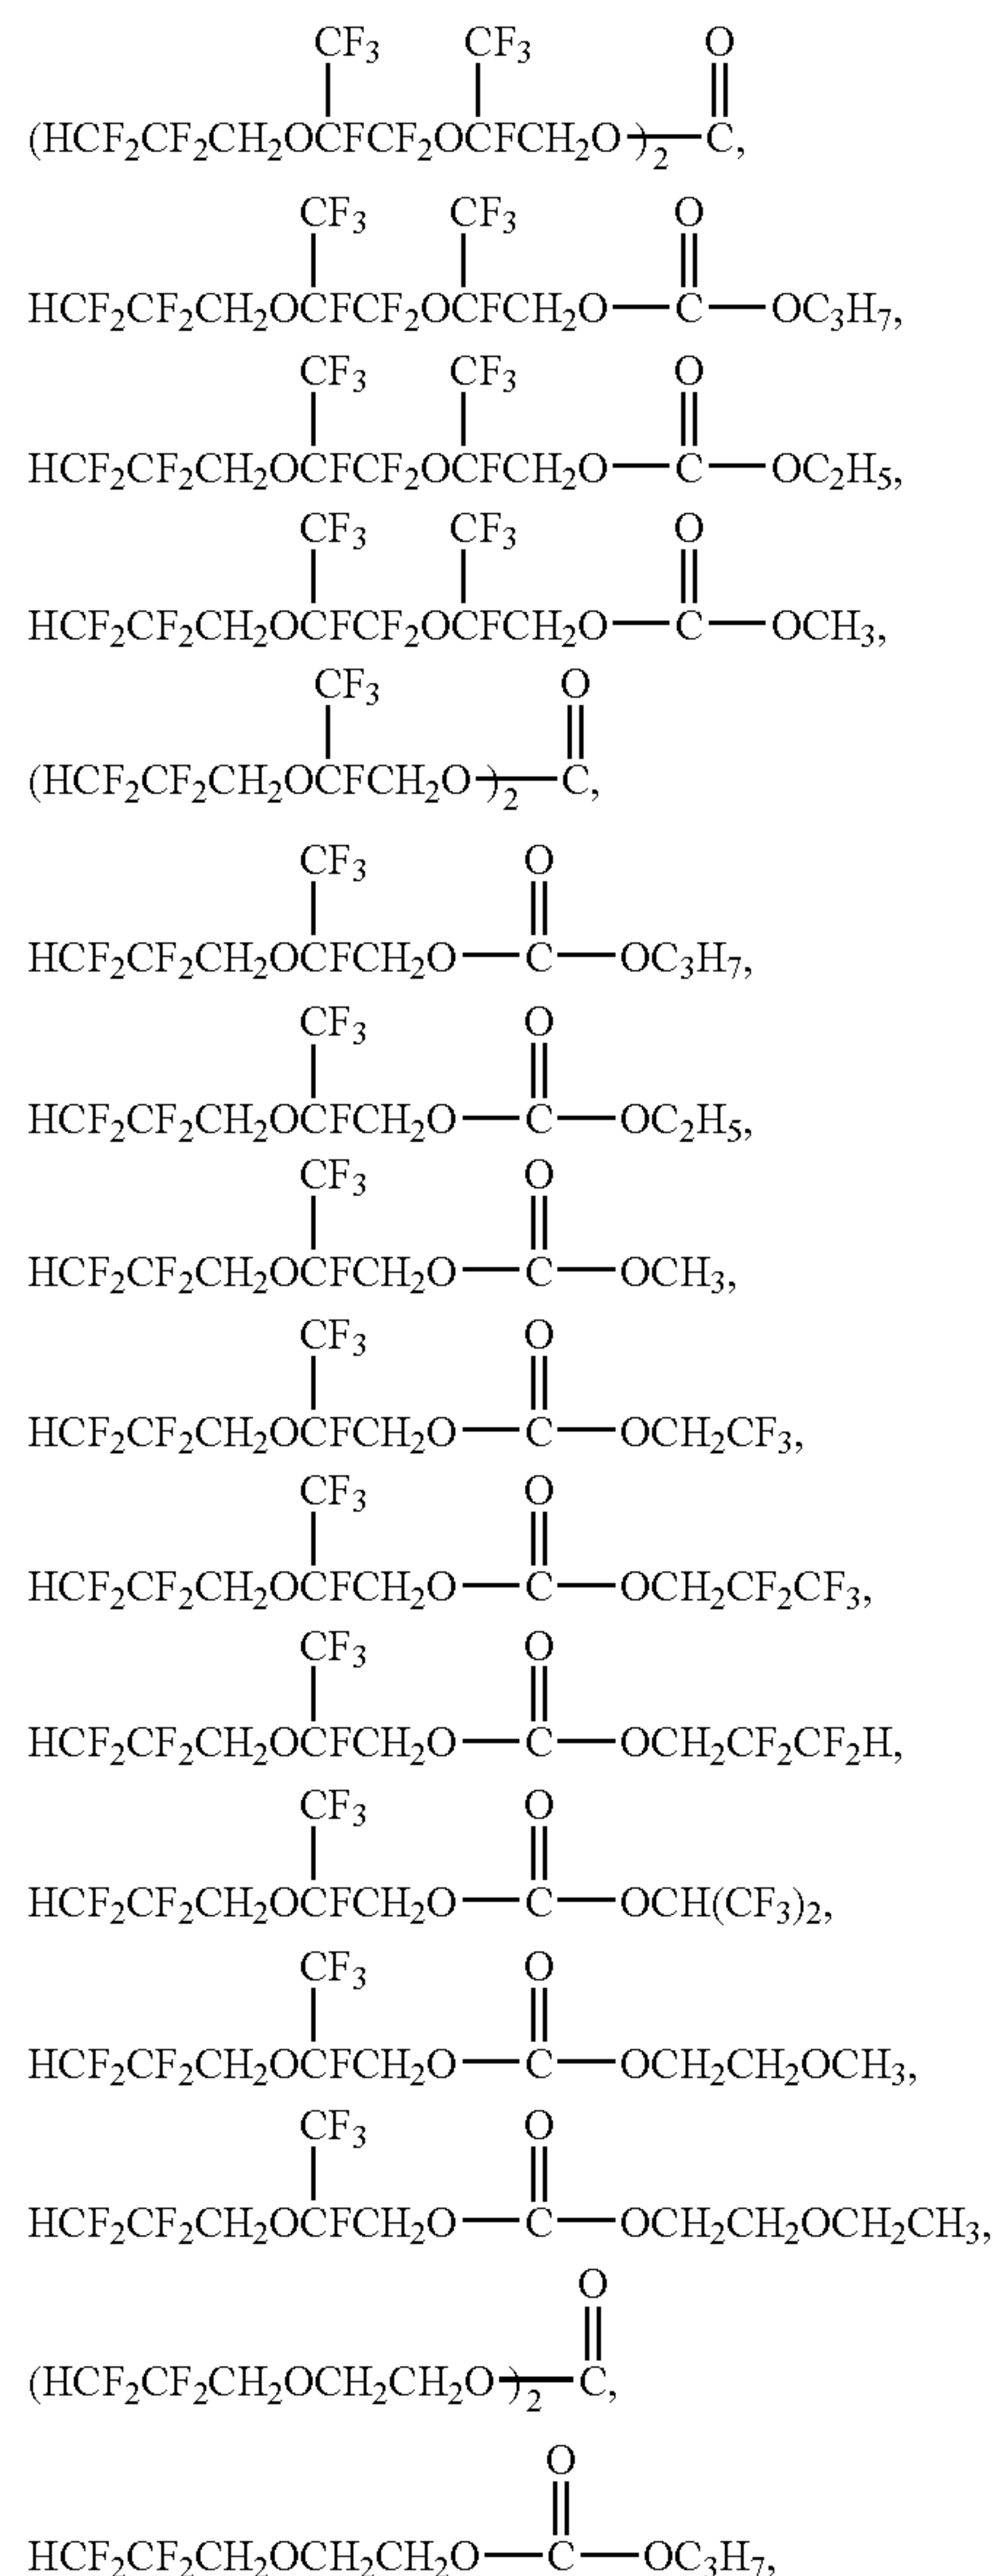 CF3 CF3 O
(HCF2CF2CH2OCFCF2OCFCH2O)2—C,
CF3 CF3 O
HCF2CF2CH2OCFCF2OCFCH2O—C—OC3H7,
CF3 CF3 O
HCF2CF2CH2OCFCF2OCFCH2O—C—OC2H5,
CF3 CF3 O
HCF2CF2CH2OCFCF2OCFCH2O—C—OCH3,
CF3 O
(HCF2CF2CH2OCFCH2O)2—C,
CF3 O
HCF2CF2CH2OCFCH2O—C—OC3H7,
CF3 O
HCF2CF2CH2OCFCH2O—C—OC2H5,
CF3 O
HCF2CF2CH2OCFCH2O—C—OCH3,
CF3 O
HCF2CF2CH2OCFCH2O—C—OCH2CF3,
CF3 O
HCF2CF2CH2OCFCH2O—C—OCH2CF2CF3,
CF3 O
HCF2CF2CH2OCFCH2O—C—OCH2CF2CF2H,
CF3 O
HCF2CF2CH2OCFCH2O—C—OCH(CF3)2,
CF3 O
HCF2CF2CH2OCFCH2O—C—OCH2CH2OCH3,
CF3 O
HCF2CF2CH2OCFCH2O—C—OCH2CH2OCH2CH3,
O
(HCF2CF2CH2OCH2CH2O)2—C,
O
HCF2CF2CH2OCH2CH2O—C—OC3H7,